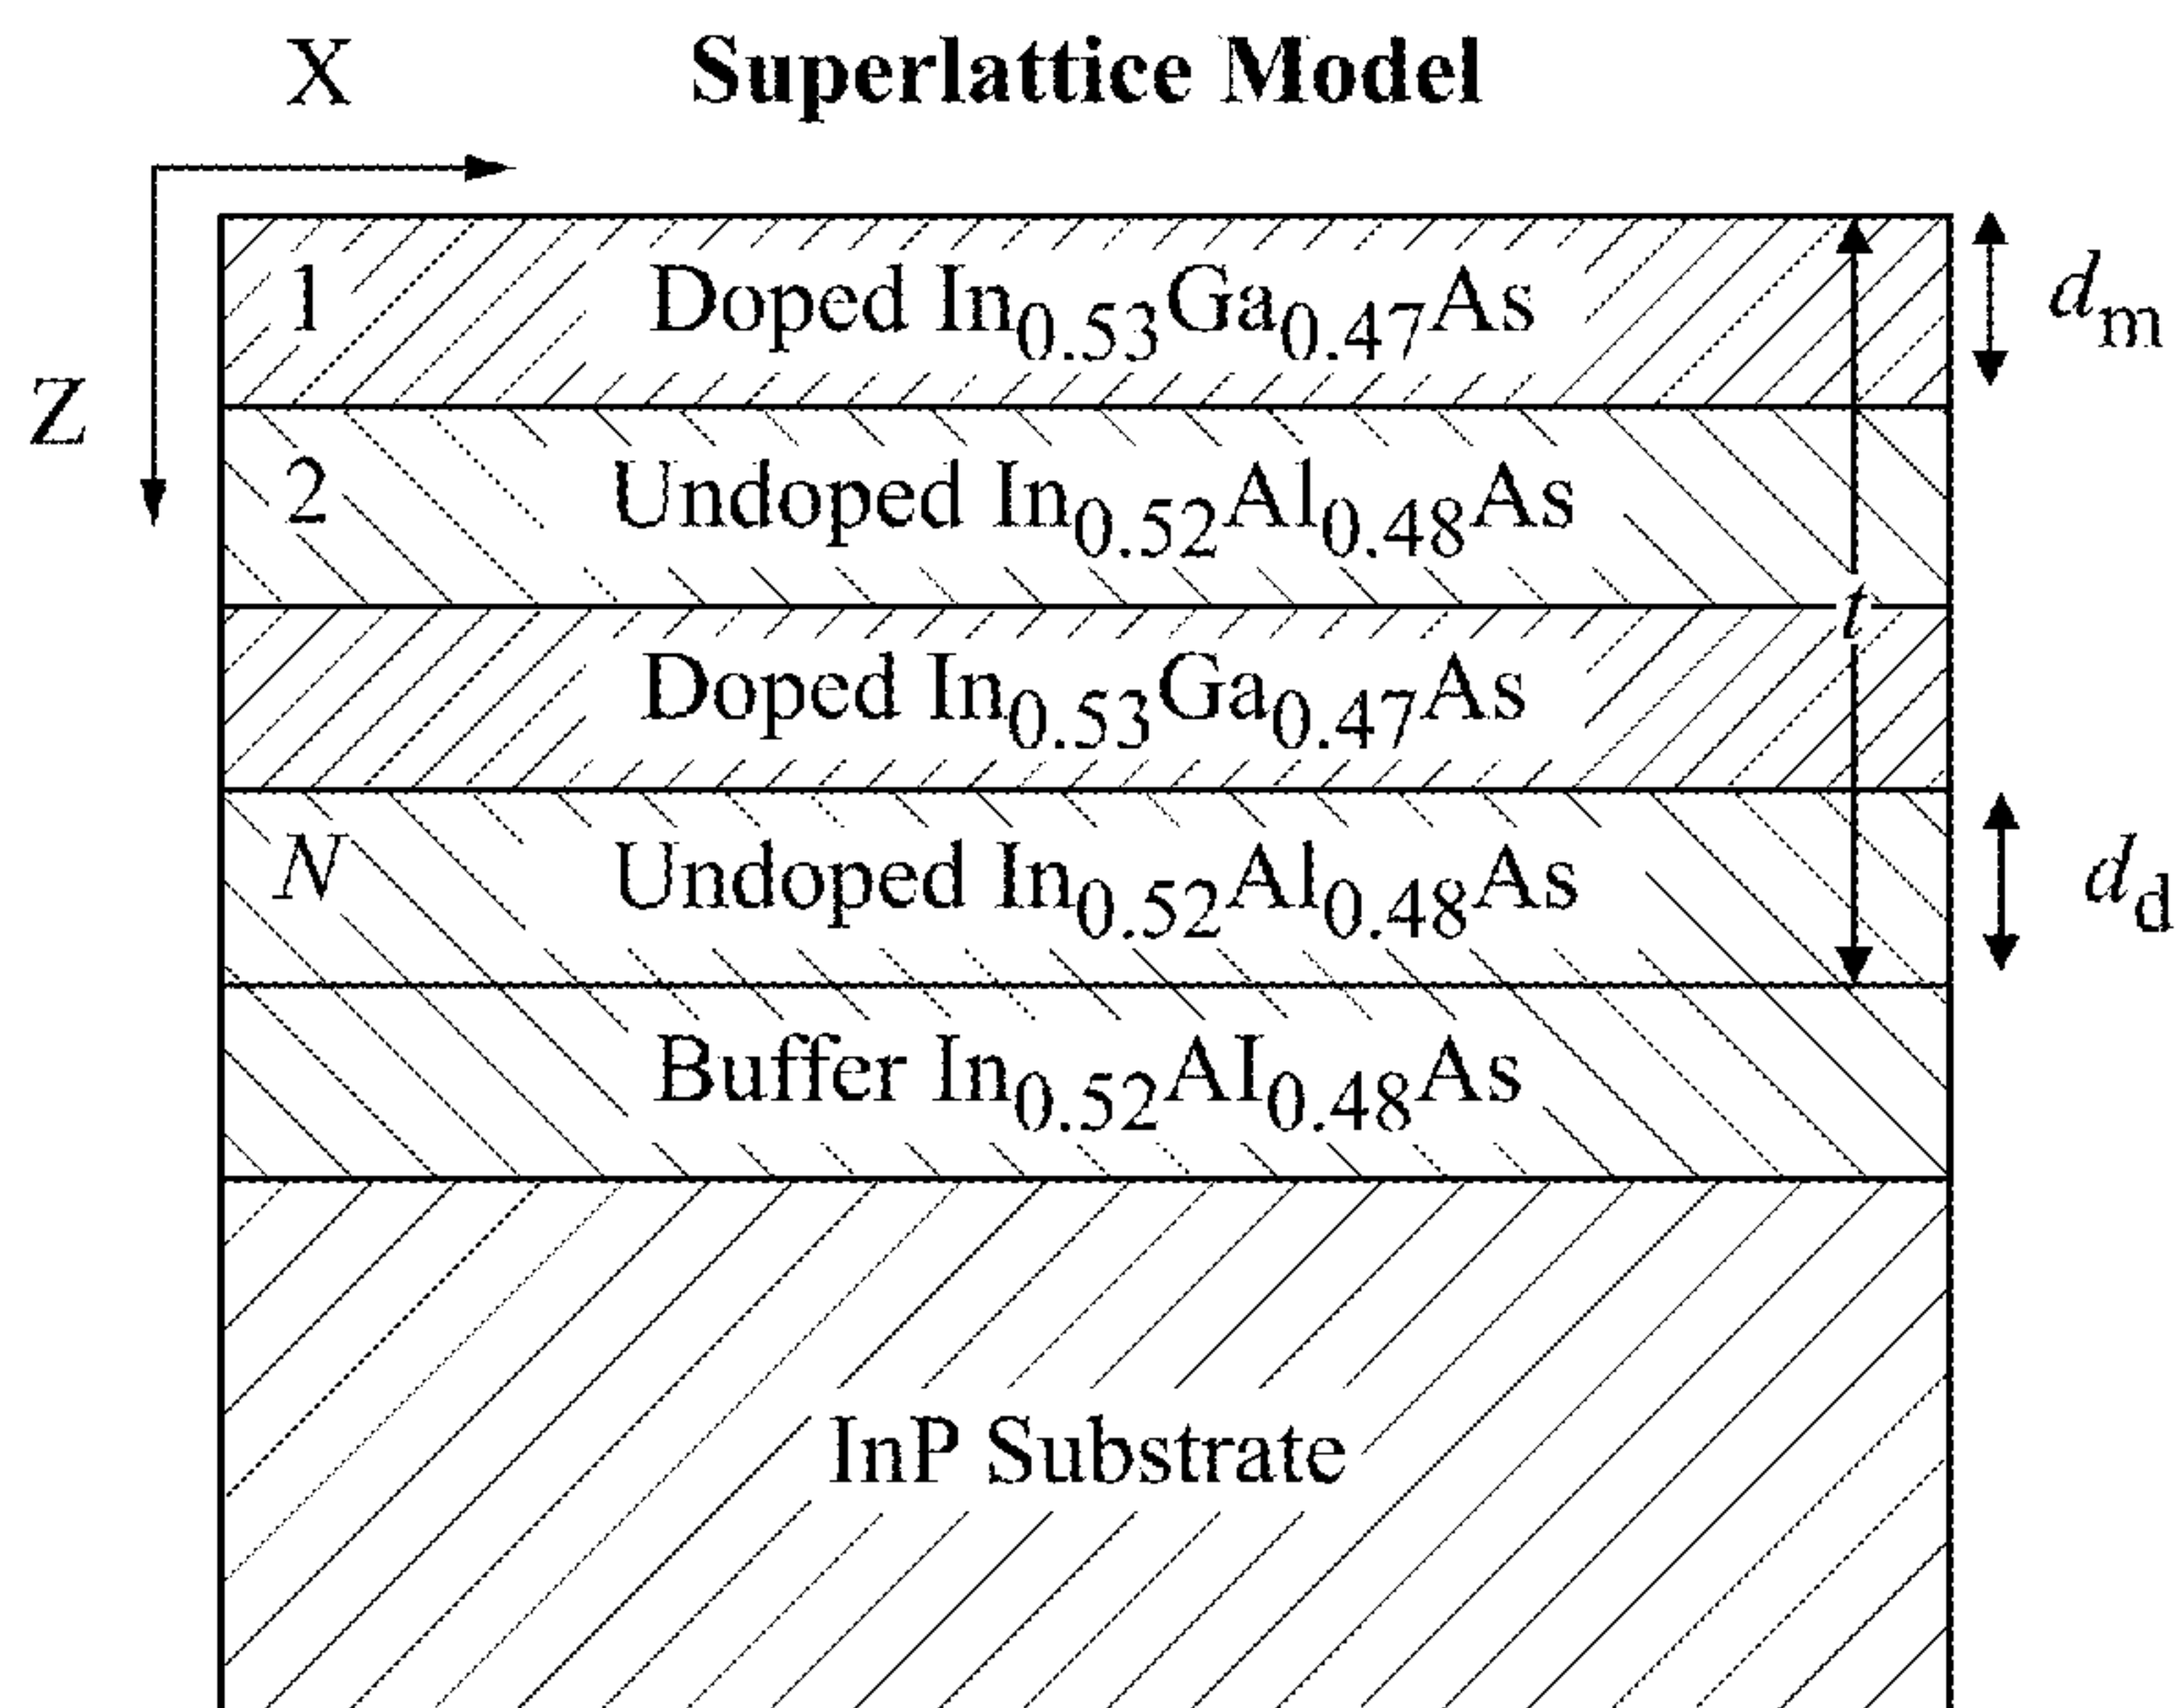 X Superlattice Model
1 Doped In0.53Ga0.47As dm
Z
2 Undoped In0.52Al0.48As
t
Doped In0.53Ga0.47As
N Undoped In0.52Al0.48As dd
Buffer In0.52AI0.48As
InP Substrate